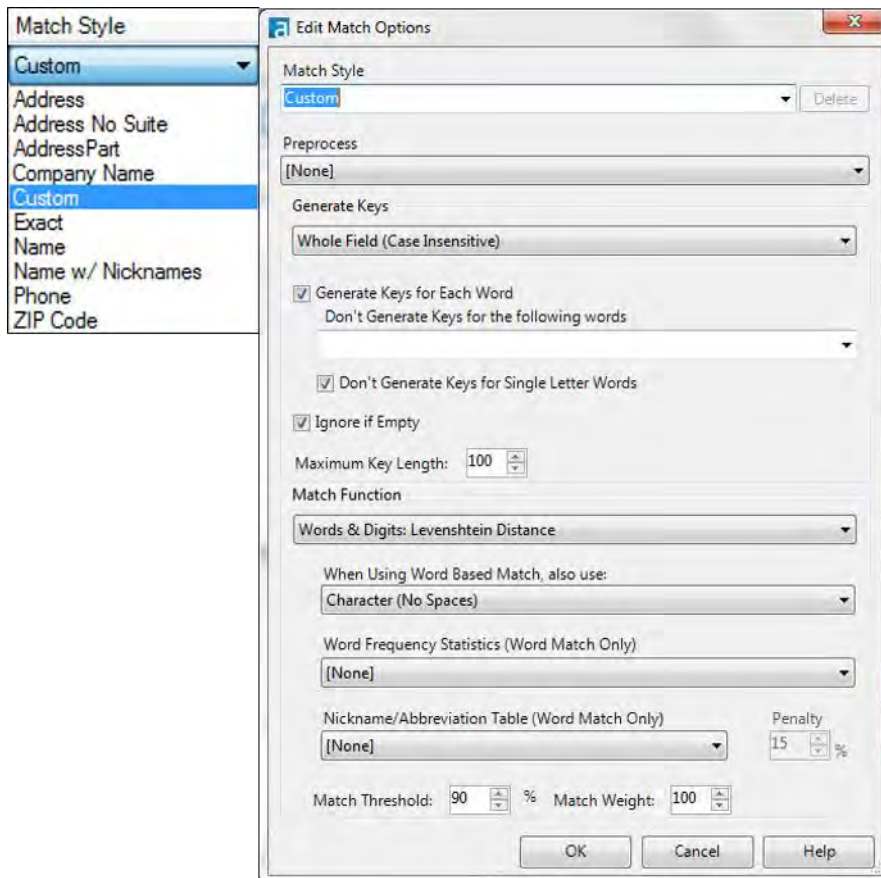 Match Style
Custom
Address
Address No Suite
AddressPart
Company Name
Custom
Exact
Name
Name w/ Nicknames
Phone
ZIP Code
a Edit Match Options
Match Style
Custom Delete
Preprocess
[None]
Generate Keys
Whole Field (Case Insensitive)
Generate Keys for Each Word
Don't Generate Keys for the following words
Don't Generate Keys for Single Letter Words
Ignore if Empty
Maximum Key Length: 100
Match Function
Words & Digits: Levenshtein Distance
When Using Word Based Match, also use:
Character (No Spaces)
Word Frequency Statistics (Word Match Only)
[None]
Nickname/Abbreviation Table (Word Match Only) Penalty
[None] 15 %
Match Threshold: 90 % Match Weight: 100
OK Cancel Help